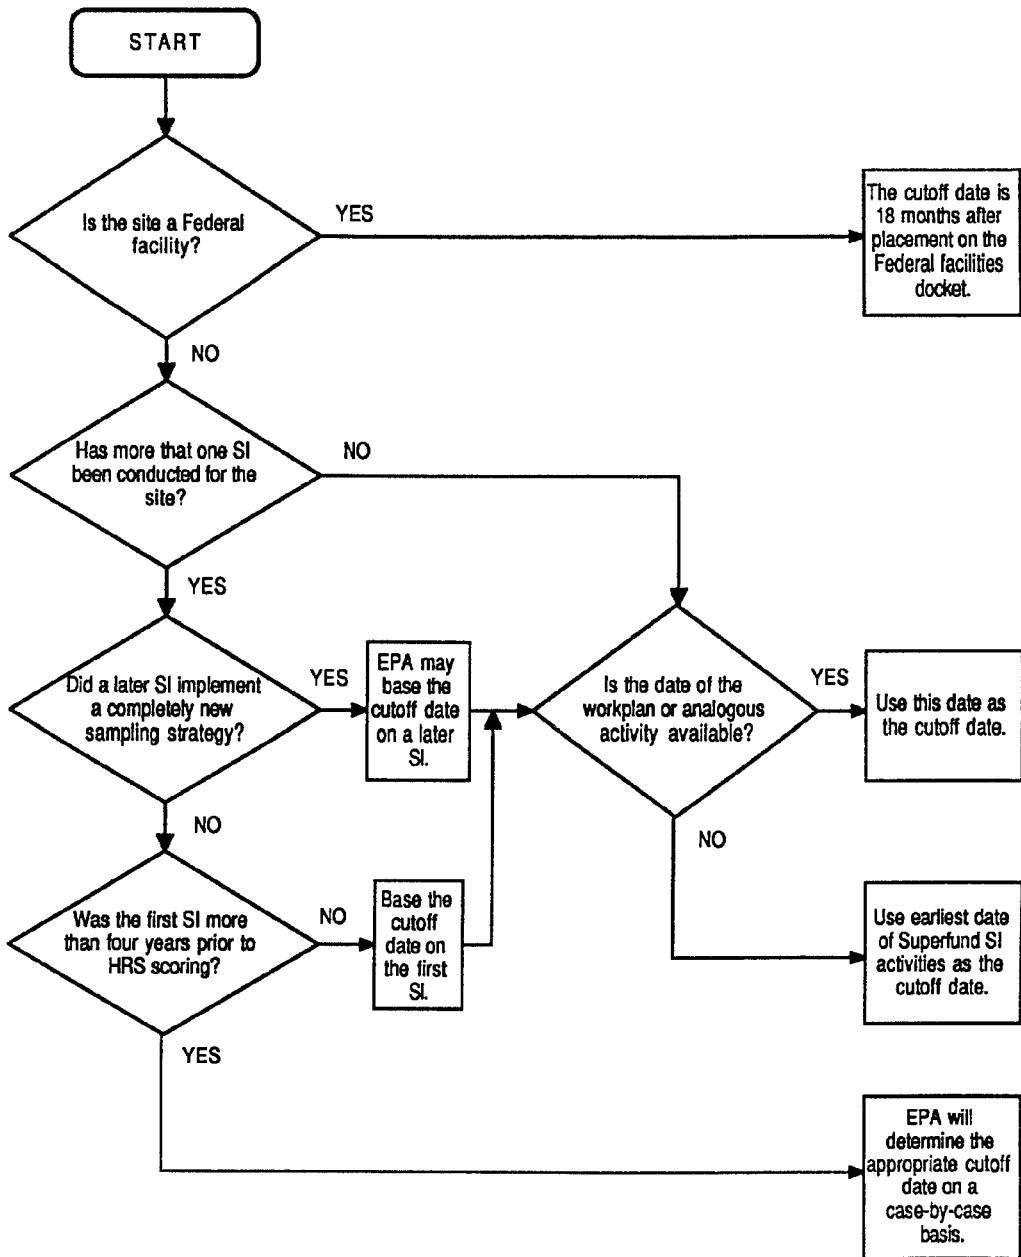 START
Is the site a Federal
facility?
YES
The cutoff date is
18 months after
placement on the
Federal facilities
docket.
NO
Has more that one SI
been conducted for the
site?
NO
YES
Did a later SI implement
a completely new
sampling strategy?
YES
EPA may
base the
cutoff date
on a later
SI.
Is the date of the
workplan or analogous
activity available?
YES
Use this date as
the cutoff date.
NO
NO
Was the first SI more
than four years prior to
HRS scoring?
NO
Base the
cutoff
date on
the first
SI.
Use earliest date
of Superfund SI
activities as the
cutoff date.
YES
EPA will
determine the
appropriate cutoff
date on a
case-by-case
basis.